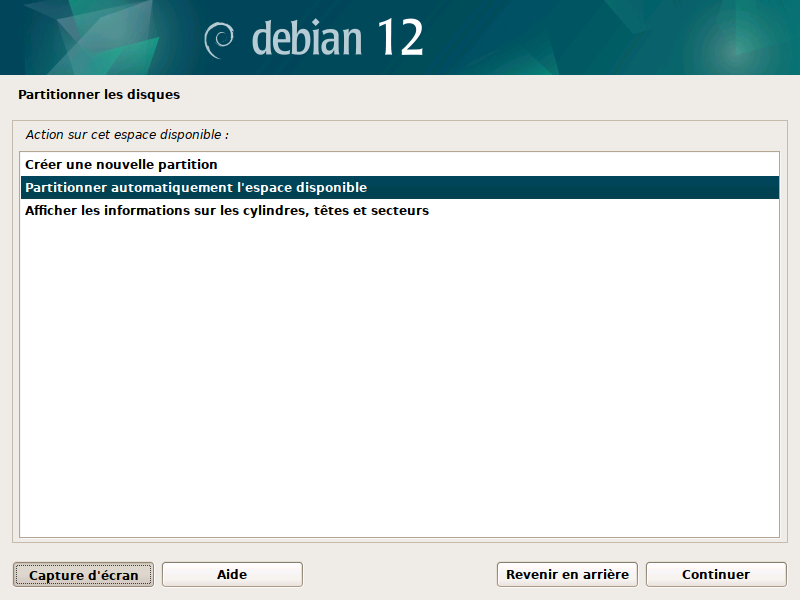 debian 12
Partitionner les disques
Action sur cet espace disponible :
Créer une nouvelle partition
Partitionner automatiquement l'espace disponible
Afficher les informations sur les cylindres, têtes et secteurs
Capture d'écran Aide Revenir en arrière Continuer